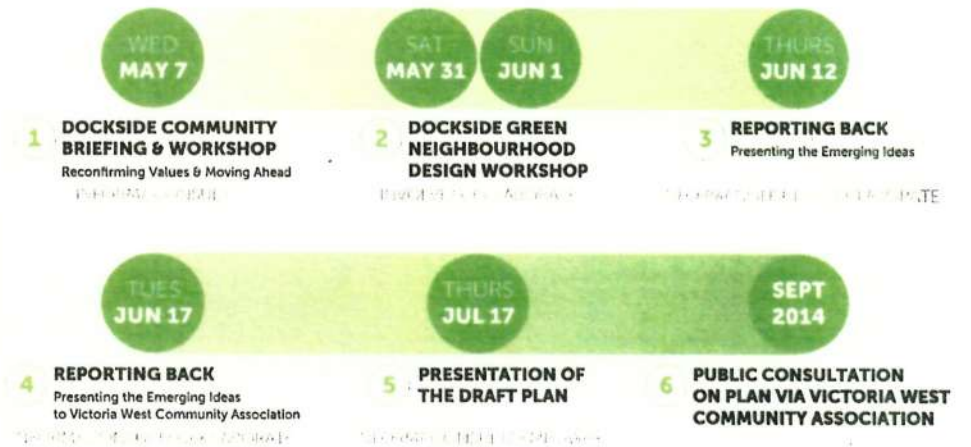 WED
MAY 7
SAT
MAY 31
SUN
JUN 1
THURS
JUN 12
1
DOCKSIDE COMMUNITY
BRIEFING & WORKSHOP
Reconfirming Values & Moving Ahead
2
DOCKSIDE GREEN
NEIGHBOURHOOD
DESIGN WORKSHOP
3
REPORTING BACK
Presenting the Emerging Ideas
TUES
JUN 17
THURS
JUL 17
SEPT
2014
4
REPORTING BACK
Presenting the Emerging Ideas
to Victoria West Community Association
5
PRESENTATION OF
THE DRAFT PLAN
6
PUBLIC CONSULTATION
ON PLAN VIA VICTORIA WEST
COMMUNITY ASSOCIATION